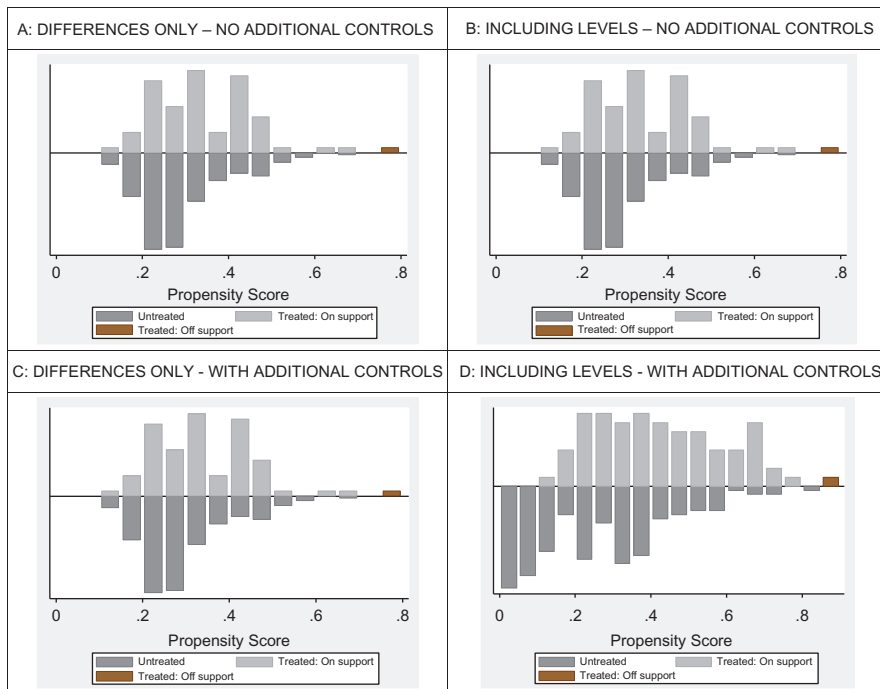 A: DIFFERENCES ONLY – NO ADDITIONAL CONTROLS
B: INCLUDING LEVELS – NO ADDITIONAL CONTROLS
0 .2 .4 .6 .8
Propensity Score
Untreated Treated: On support
Treated: Off support
0 .2 .4 .6 .8
Propensity Score
Untreated Treated: On support
Treated: Off support
C: DIFFERENCES ONLY - WITH ADDITIONAL CONTROLS
D: INCLUDING LEVELS - WITH ADDITIONAL CONTROLS
0 .2 .4 .6 .8
Propensity Score
Untreated Treated: On support
Treated: Off support
0 .2 .4 .6 .8
Propensity Score
Untreated Treated: On support
Treated: Off support